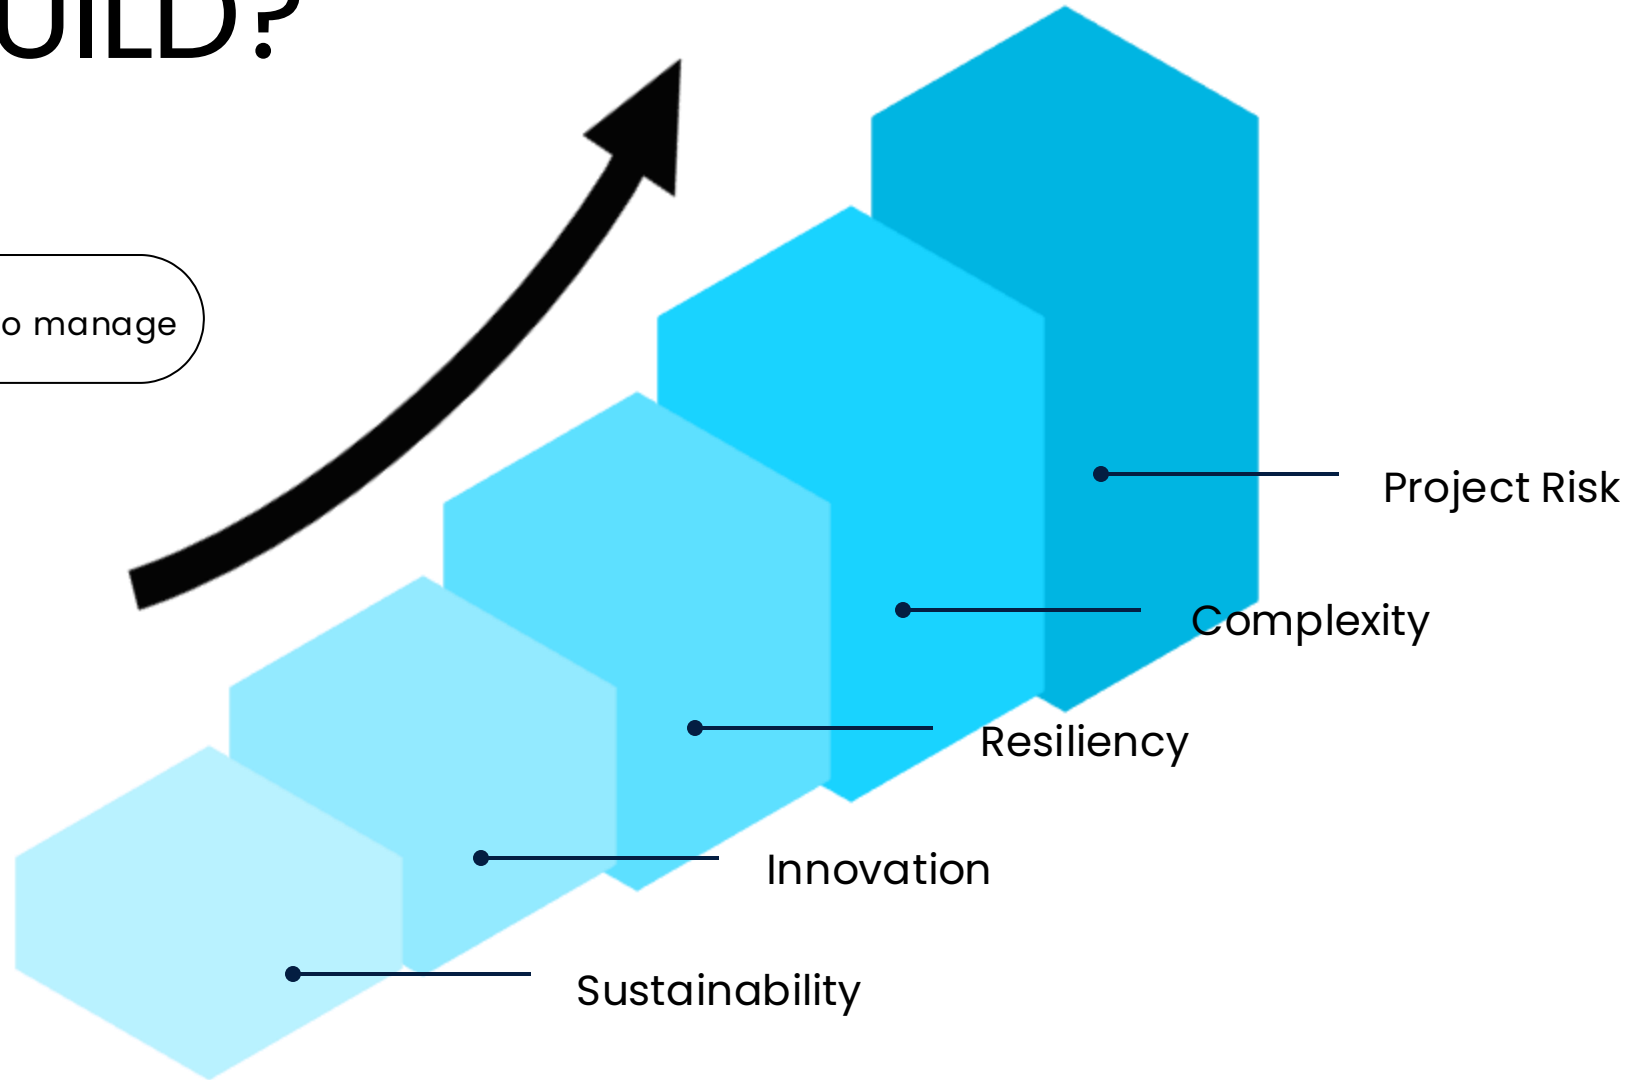 UILD?
o manage
Project Risk
Complexity
Resiliency
Innovation
Sustainability